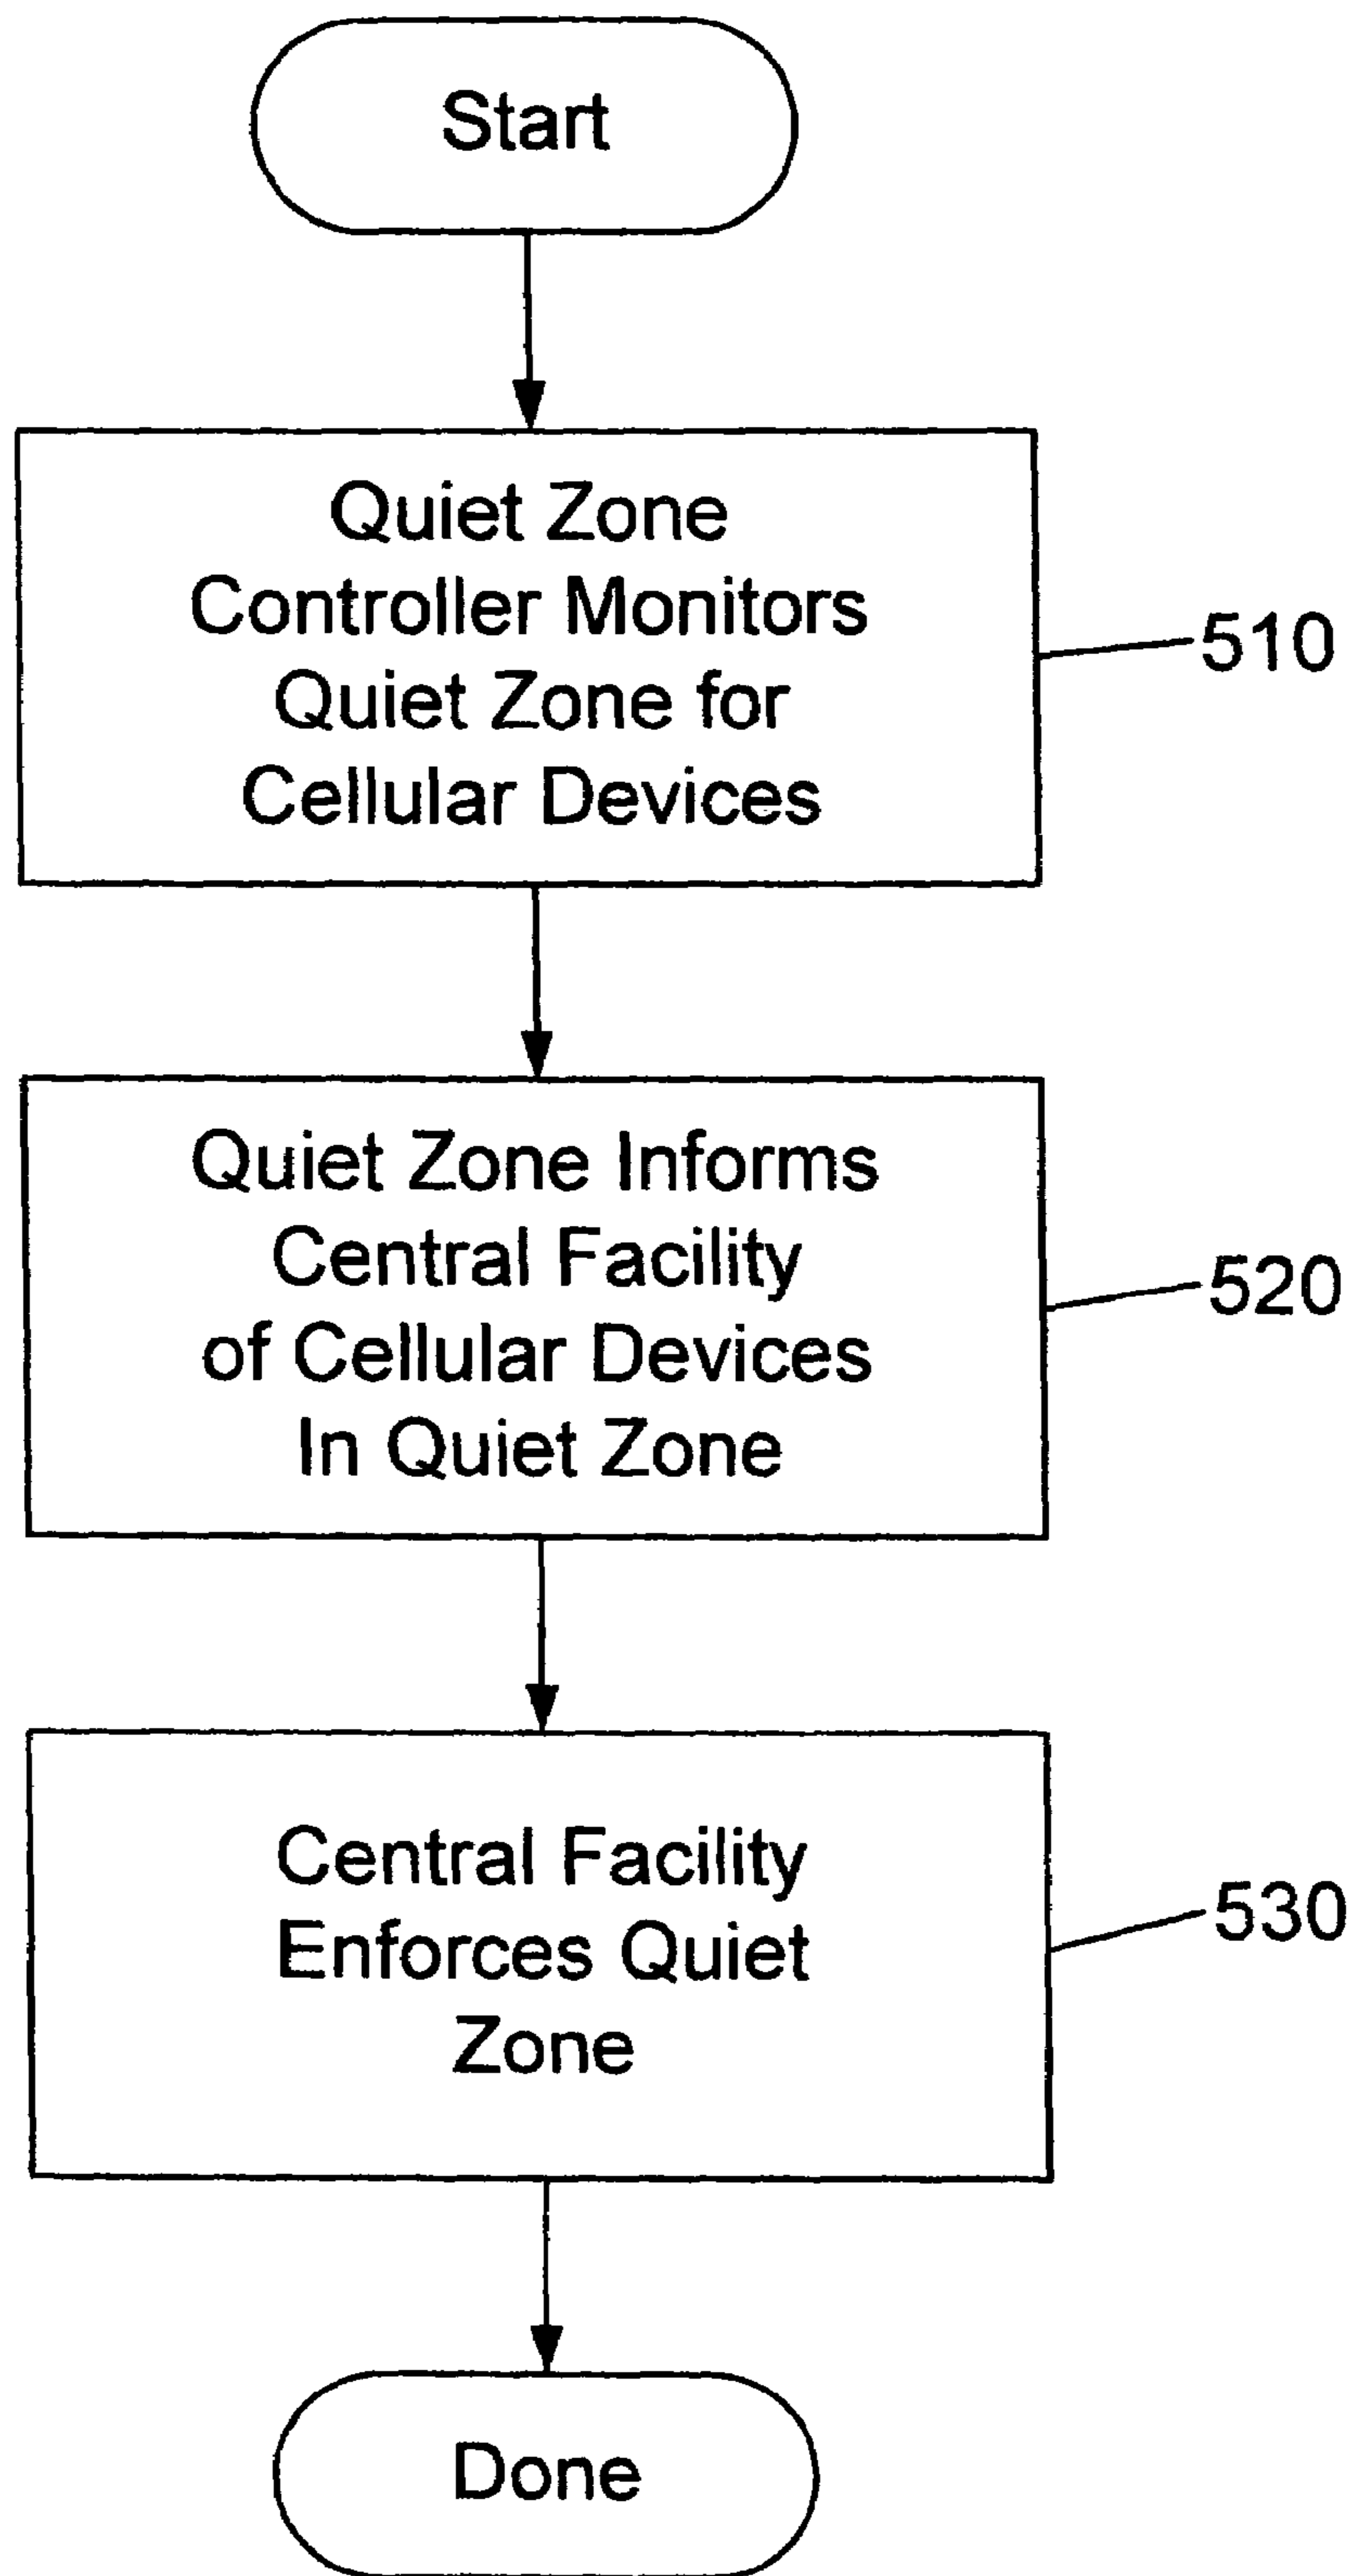 Start
Quiet Zone
Controller Monitors
Quiet Zone for
Cellular Devices
510
Quiet Zone Informs
Central Facility
of Cellular Devices
In Quiet Zone
520
Central Facility
Enforces Quiet
Zone
530
Done